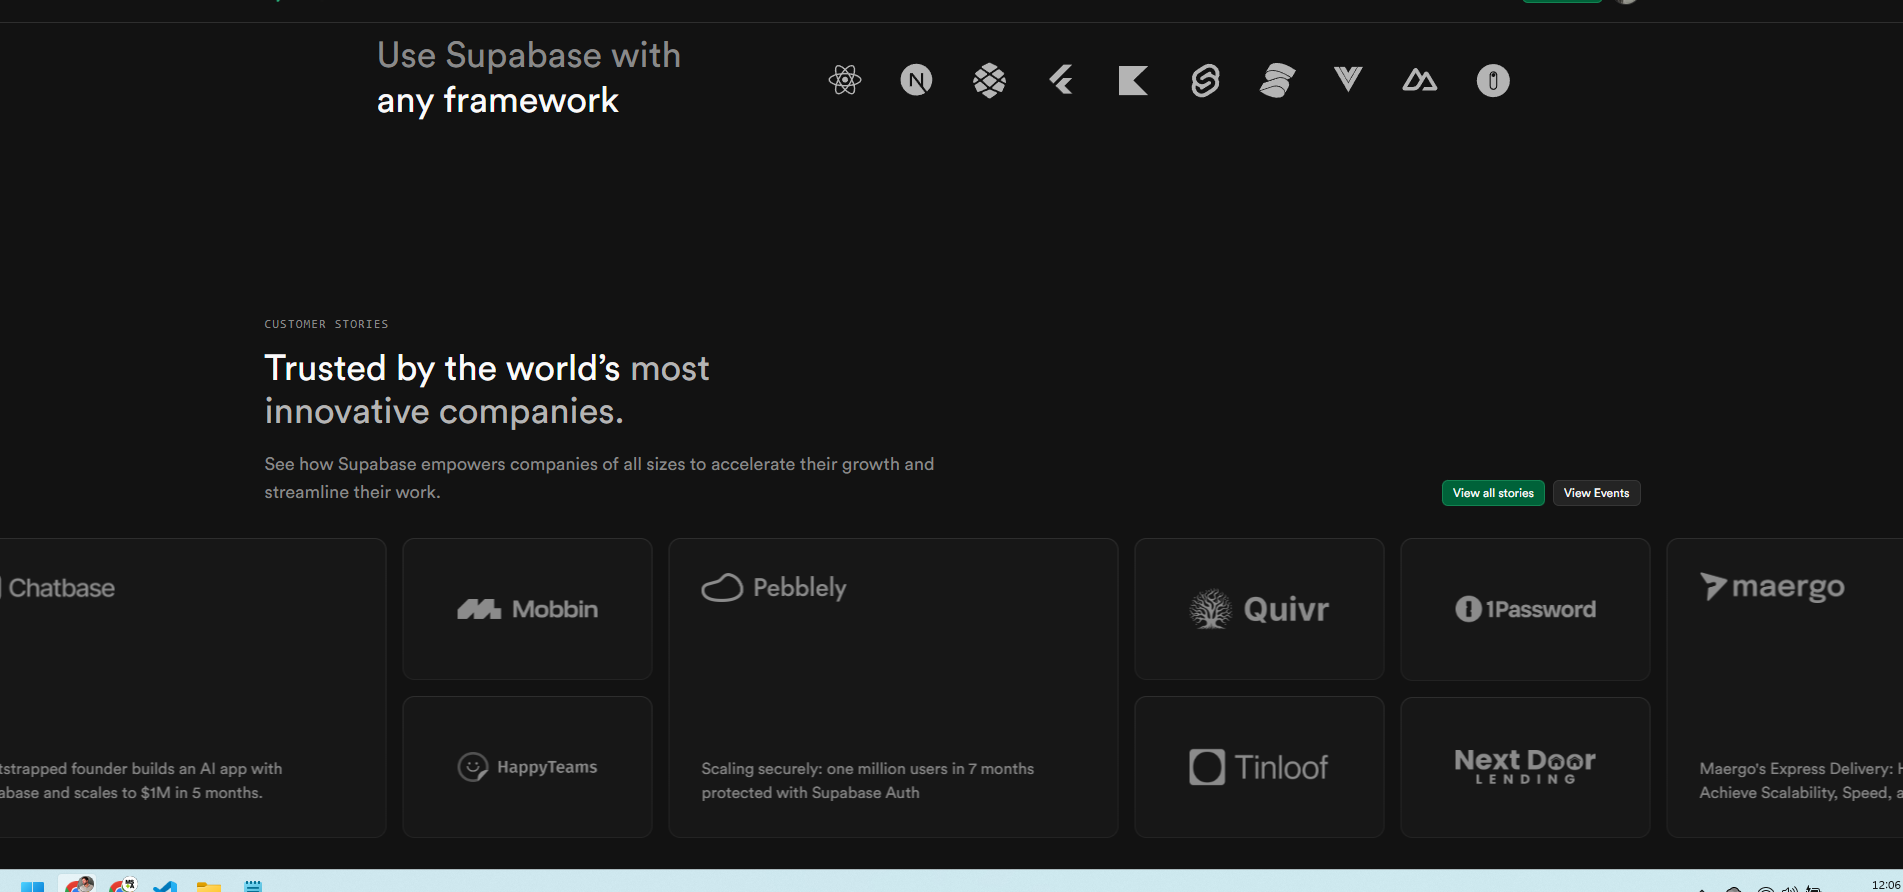 Use Supabase with
any framework
CUSTOMER STORIES
Trusted by the world’s most
innovative companies.
See how Supabase empowers companies of all sizes to accelerate their growth and
streamline their work.
View all stories
View Events
Chatbase
Mobbin
Pebblely
Quivr
1Password
maergo
HappyTeams
Tinloof
Next Door
LENDING
tstrapped founder builds an AI app with
abase and scales to $1M in 5 months.
Scaling securely: one million users in 7 months
protected with Supabase Auth
Maergo's Express Delivery: H
Achieve Scalability, Speed, a
12:06